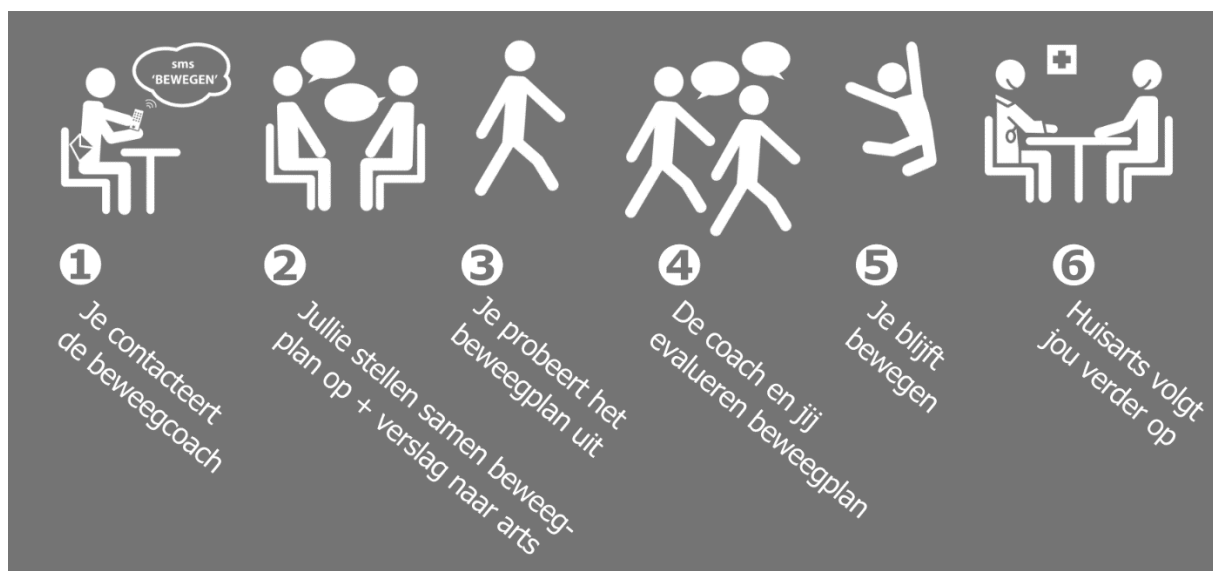 sms
'BEWEGEN'
1
Je contacteert
de beweegcoach
2
Jullie stellen samen beweeg-
plan op + verslag naar arts
3
Je probeert het
beweegplan uit
4
De coach en jij
evalueren beweegplan
5
Je blijft
bewegen
6
Huisarts volgt
jou verder op